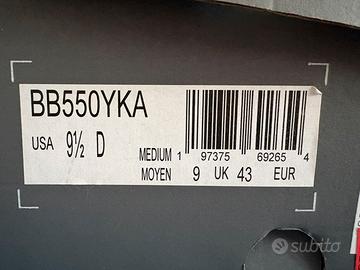 BB550YKA
USA 9½ D
MEDIUM 1 97375 69265 4
MOYEN 9 UK 43 EUR
subito